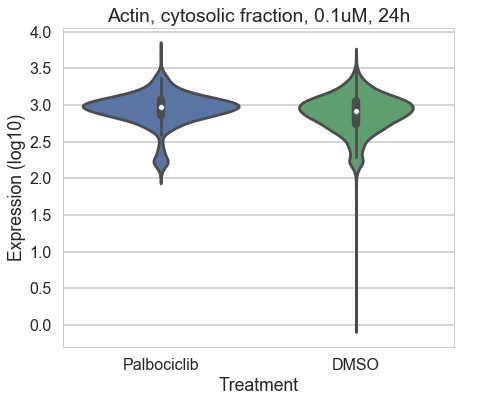 Actin, cytosolic fraction, 0.1uM, 24h
4.0
3.5
3.0
2.5
2.0
1.5
1.0
0.5
0.0
Expression (log10)
Palbociclib DMSO
Treatment